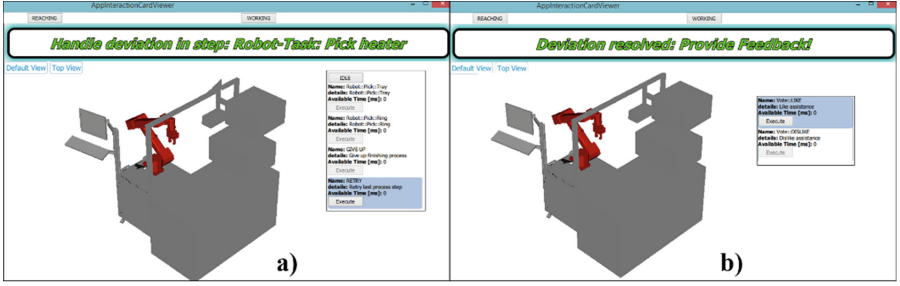 AppInteractionCardViewer
REACHING
WORKING
Handle deviation in step: Robot-Task: Pick heater
Default View
Top View
IDLE
Name: Robot::Pick::Tray
details: Robot::Pick::Tray
Available Time [ms]: 0
Execute
Name: Robot::Pick::Ring
details: Robot::Pick::Ring
Available Time [ms]: 0
Execute
Name: GIVE UP
details: Give up finishing process
Available Time [ms]: 0
Execute
Name: RETRY
details: Retry last process step
Available Time [ms]: 0
Execute
a)
AppInteractionCardViewer
REACHING
WORKING
Deviation resolved: Provide Feedback!
Default View
Top View
Name: Vote::LIKE
details: Like assistance
Available Time [ms]: 0
Execute
Name: Vote::DISLIKE
details: Dislike assistance
Available Time [ms]: 0
Execute
b)